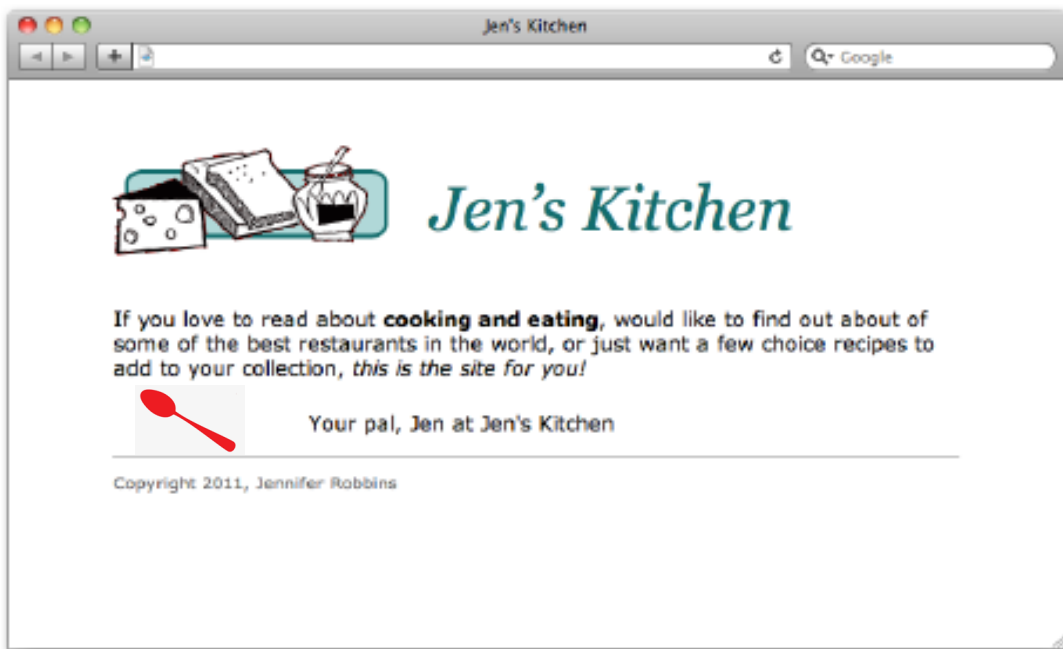 Jen's Kitchen
Google
Jen’s Kitchen
If you love to read about cooking and eating, would like to find out about of
some of the best restaurants in the world, or just want a few choice recipes to
add to your collection, this is the site for you!
Your pal, Jen at Jen's Kitchen
Copyright 2011, Jennifer Robbins